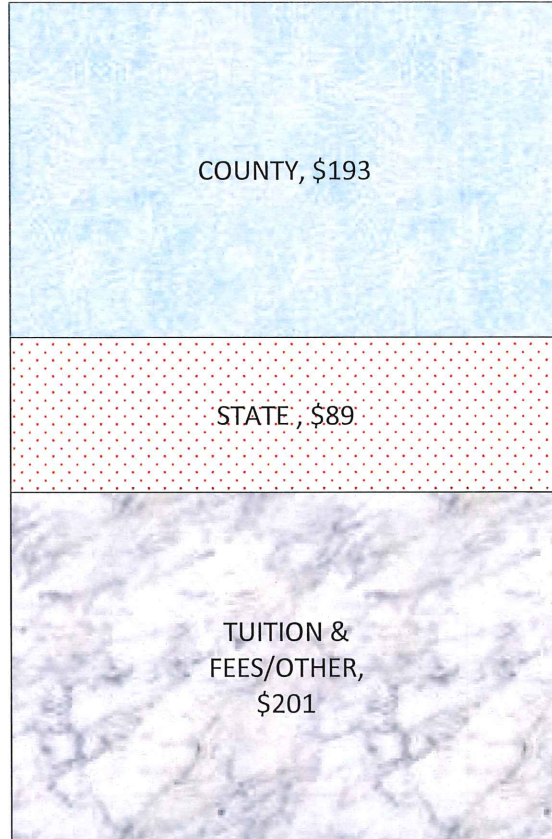 COUNTY, $193
STATE , $89
TUITION &
FEES/OTHER,
$201